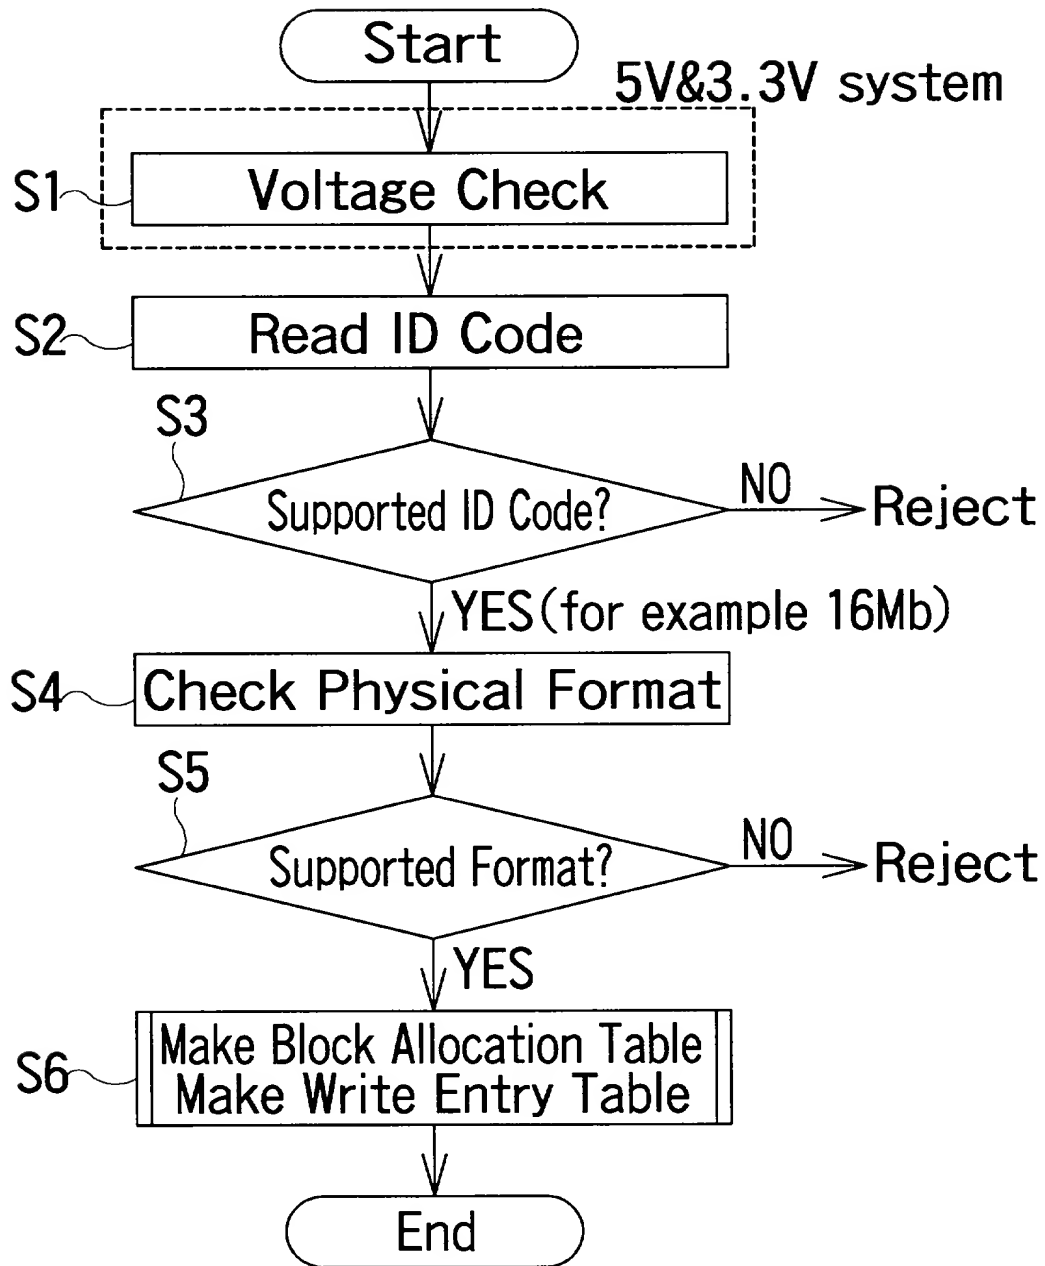 Start
5V&3.3V system
S1
Voltage Check
S2
Read ID Code
S3
Supported ID Code?
NO
Reject
YES(for example 16Mb)
S4
Check Physical Format
S5
Supported Format?
NO
Reject
YES
S6
Make Block Allocation Table
Make Write Entry Table
End